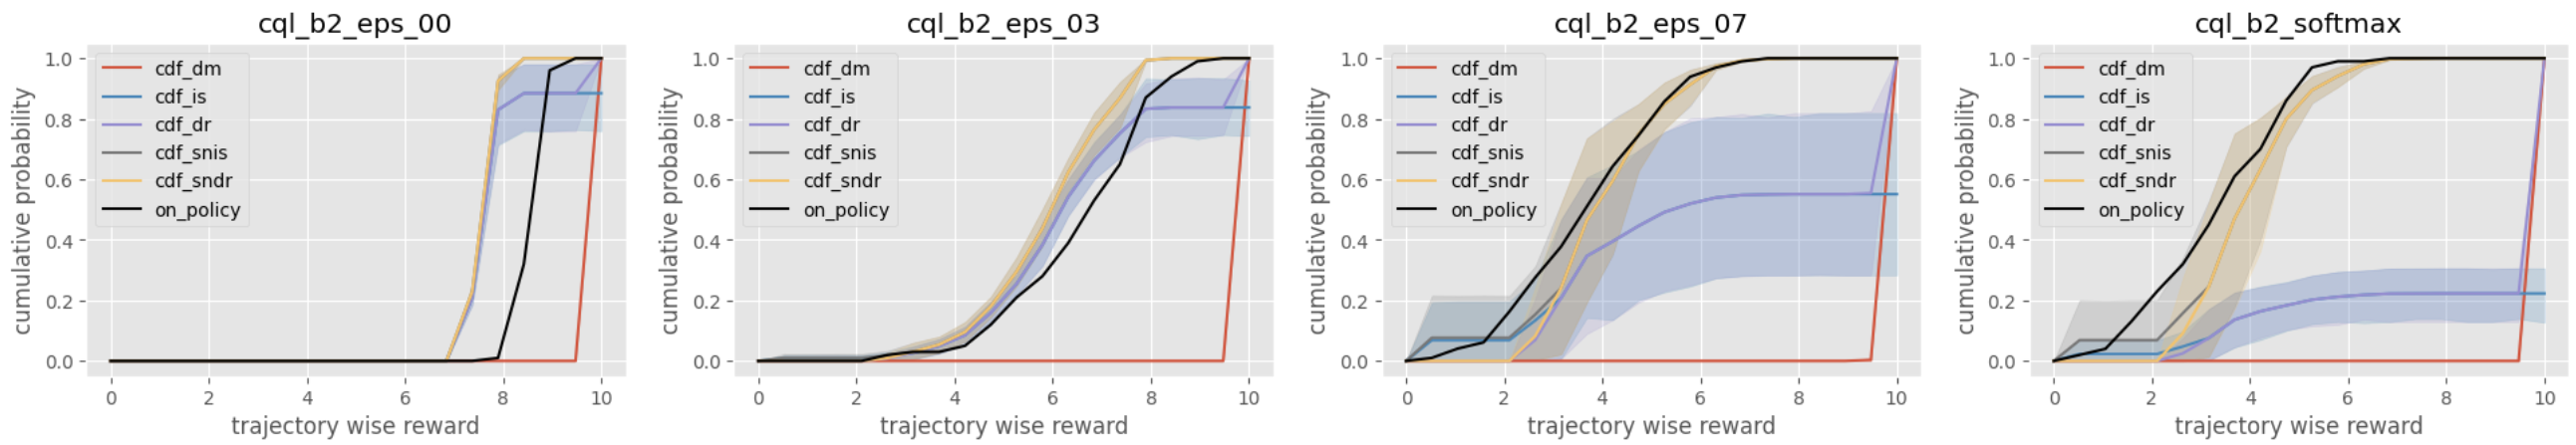 cql_b2_eps_00
cumulative probability
1.0
0.8
0.6
0.4
0.2
0.0
cdf_dm
cdf_is
cdf_dr
cdf_snis
cdf_sndr
on_policy
0 2 4 6 8 10
trajectory wise reward
cql_b2_eps_03
cumulative probability
1.0
0.8
0.6
0.4
0.2
0.0
cdf_dm
cdf_is
cdf_dr
cdf_snis
cdf_sndr
on_policy
0 2 4 6 8 10
trajectory wise reward
cql_b2_eps_07
cumulative probability
1.0
0.8
0.6
0.4
0.2
0.0
cdf_dm
cdf_is
cdf_dr
cdf_snis
cdf_sndr
on_policy
0 2 4 6 8 10
trajectory wise reward
cql_b2_softmax
cumulative probability
1.0
0.8
0.6
0.4
0.2
0.0
cdf_dm
cdf_is
cdf_dr
cdf_snis
cdf_sndr
on_policy
0 2 4 6 8 10
trajectory wise reward